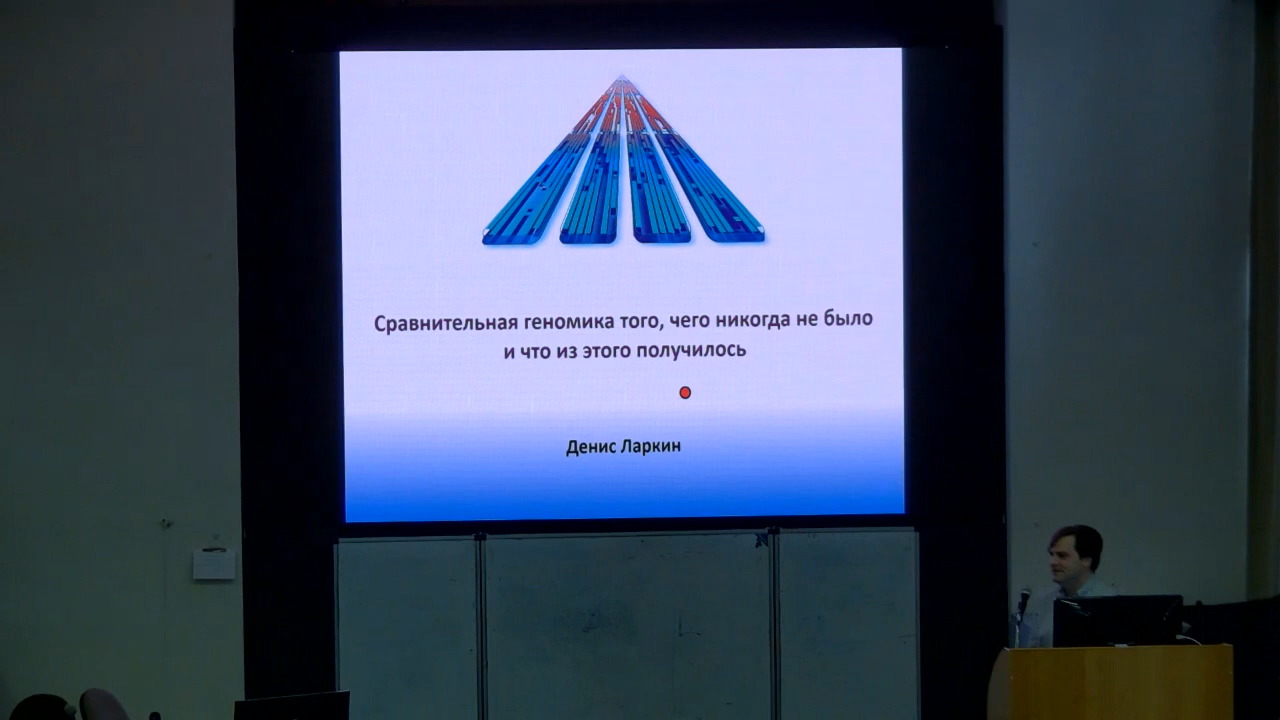 Сравнительная геномика того, чего никогда не было
и что из этого получилось
Денис Ларкин